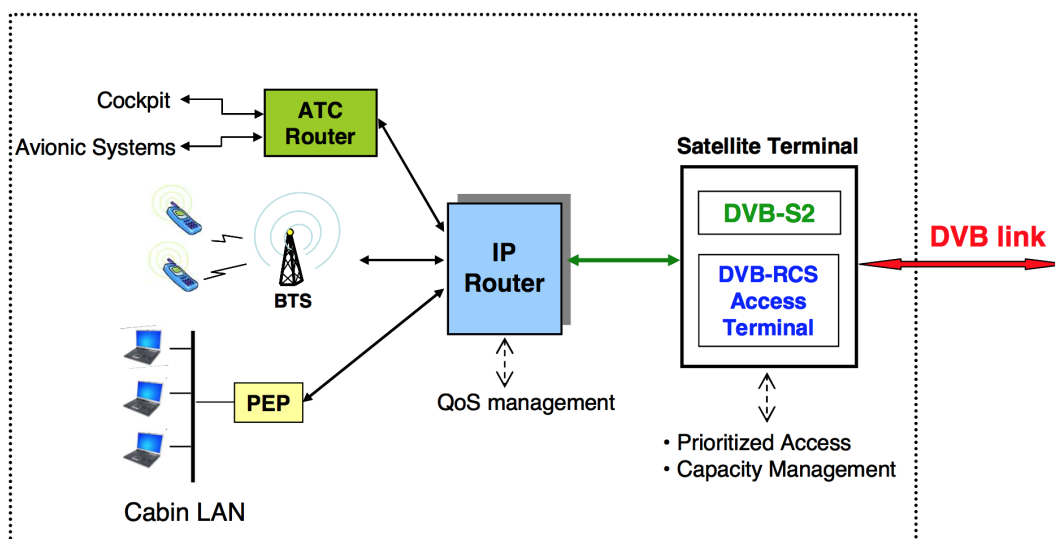 Cockpit
Avionic Systems
ATC
Router
BTS
PEP
Cabin LAN
IP
Router
QoS management
Satellite Terminal
DVB-S2
DVB-RCS
Access
Terminal
• Prioritized Access
• Capacity Management
DVB link